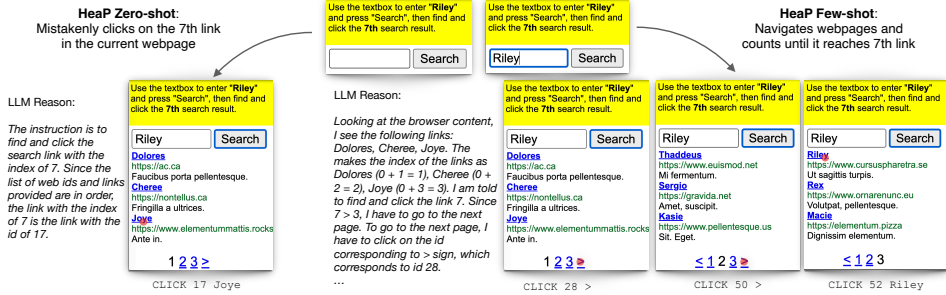 HeaP Zero-shot:
Mistakenly clicks on the 7th link
in the current webpage
Use the textbox to enter "Riley"
and press "Search", then find and
click the 7th search result.
Search
Use the textbox to enter "Riley"
and press "Search", then find and
click the 7th search result.
Riley
Search
HeaP Few-shot:
Navigates webpages and
counts until it reaches 7th link
LLM Reason:
The instruction is to
find and click the
search link with the
index of 7. Since the
list of web ids and links
provided are in order,
the link with the index
of 7 is the link with the
id of 17.
Use the textbox to enter "Riley"
and press "Search", then find and
click the 7th search result.
Riley
Search
Dolores
https://ac.ca
Faucibus porta pellentesque.
Cheree
https://nontellus.ca
Fringilla a ultrices.
Joye
https://www.elementummattis.rocks
Ante in.
1 2 3 >
CLICK 17 Joye
LLM Reason:
Looking at the browser content,
I see the following links:
Dolores, Cheree, Joye. The
makes the index of the links as
Dolores (0 + 1 = 1), Cheree (0 +
2 = 2), Joye (0 + 3 = 3). I am told
to find and click the link 7. Since
7 > 3, I have to go to the next
page. To go to the next page, I
have to click on the id
corresponding to > sign, which
corresponds to id 28.
...
Use the textbox to enter "Riley"
and press "Search", then find and
click the 7th search result.
Riley
Search
Dolores
https://ac.ca
Faucibus porta pellentesque.
Cheree
https://nontellus.ca
Fringilla a ultrices.
Joye
https://www.elementummattis.rocks
Ante in.
1 2 3 >
CLICK 28 >
Use the textbox to enter "Riley"
and press "Search", then find and
click the 7th search result.
Riley
Search
Thaddeus
https://www.euismod.net
Mi fermentum.
Sergio
https://gravida.net
Amet, suscipit.
Kasie
https://www.pellentesque.us
Sit. Eget.
< 1 2 3 >
CLICK 50 >
Use the textbox to enter "Riley"
and press "Search", then find and
click the 7th search result.
Riley
Search
Riley
https://www.cursuspharetra.se
Ut sagittis turpis.
Rex
https://www.ornarenunc.eu
Volutpat, pellentesque.
Macie
https://elementum.pizza
Dignissim elementum.
< 1 2 3
CLICK 52 Riley